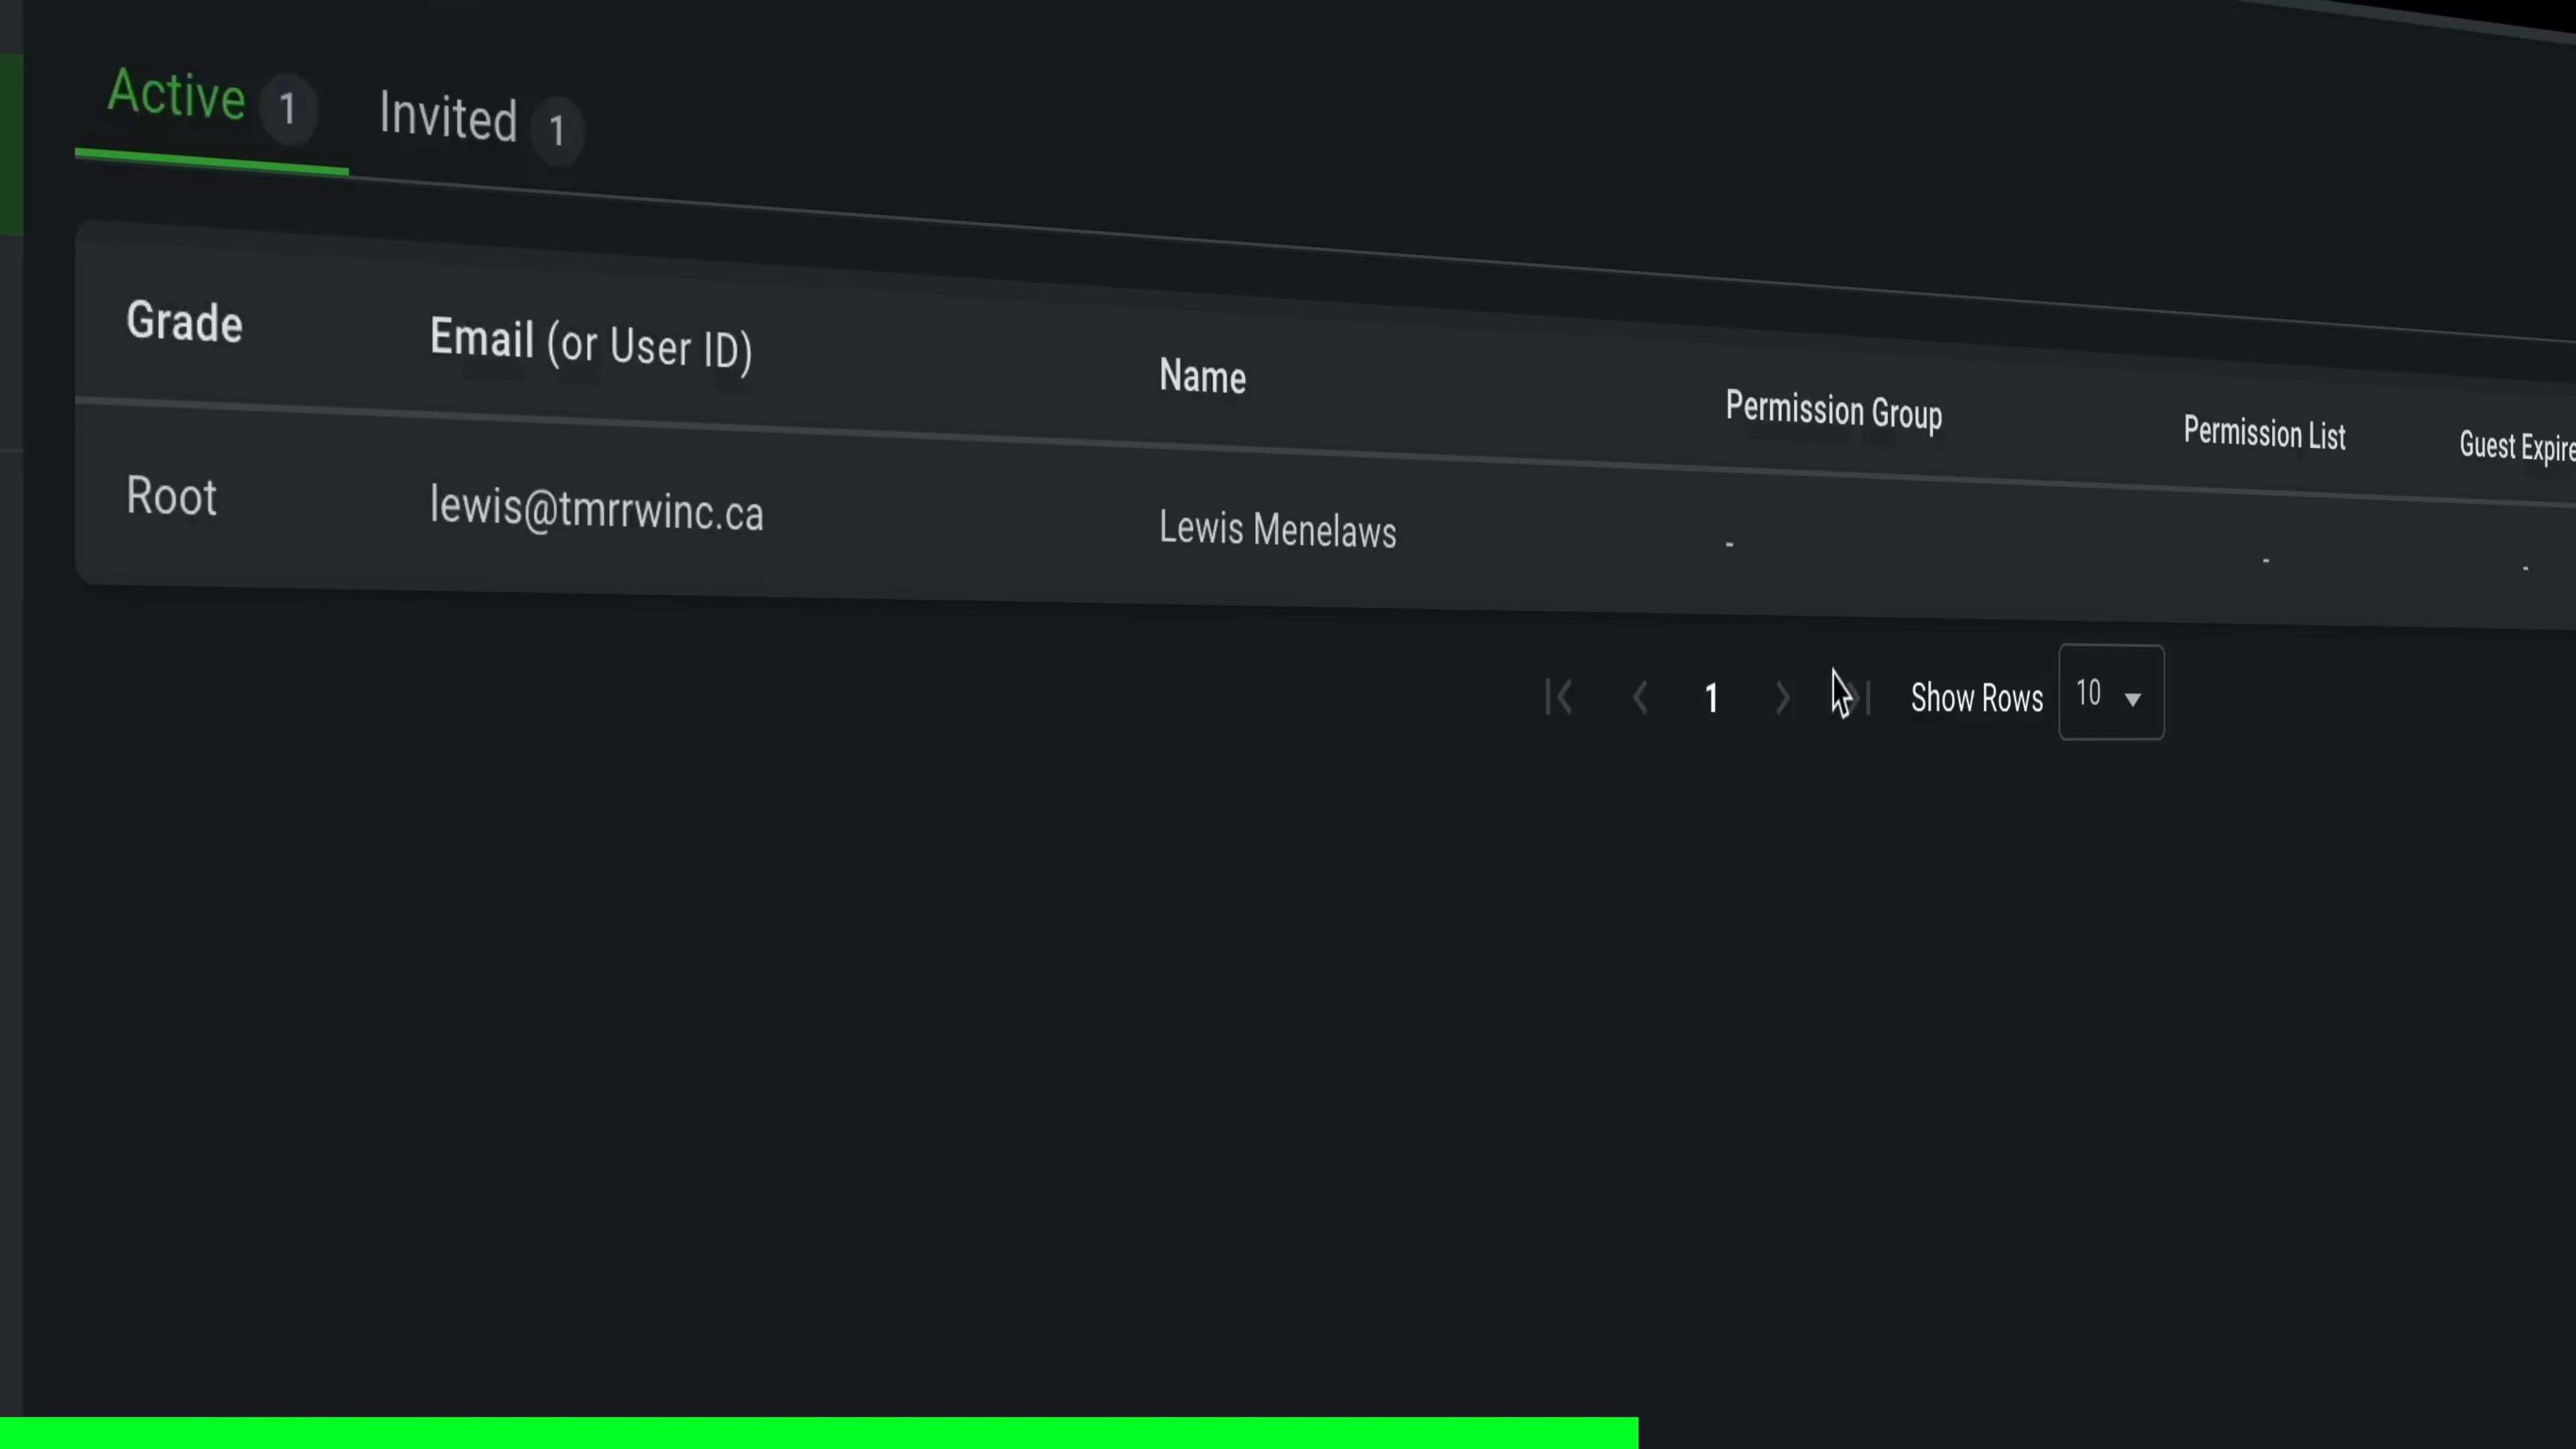 Active 1 Invited 1
Grade Email (or User ID) Name Permission Group Permission List Guest Expire
Root lewis@tmrrwinc.ca Lewis Menelaws - - -
1 Show Rows 10